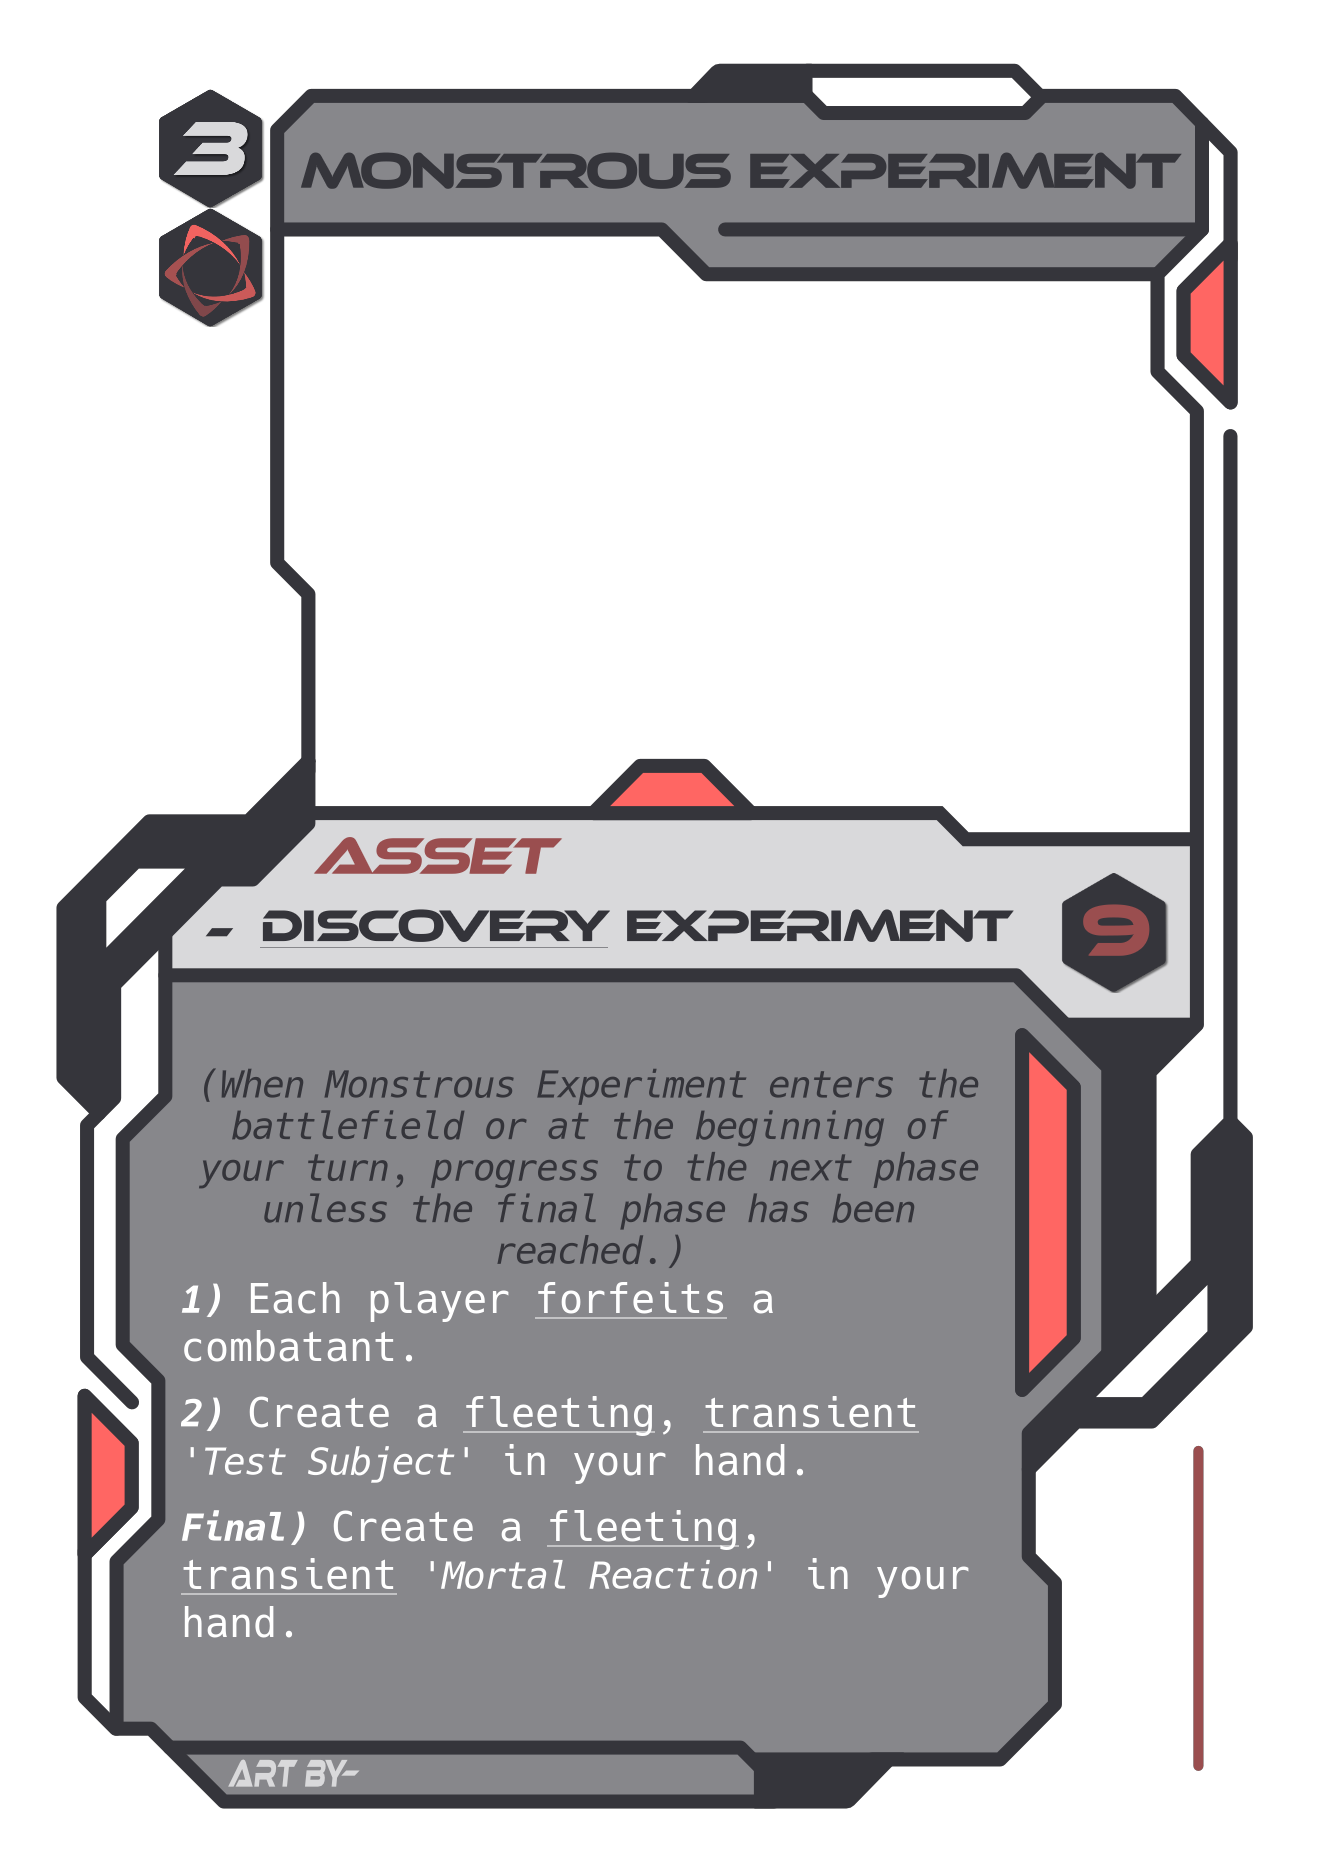 3
MONSTROUS EXPERIMENT
ASSET
- DISCOVERY EXPERIMENT
9
(When Monstrous Experiment enters the
battlefield or at the beginning of
your turn, progress to the next phase
unless the final phase has been
reached.)
1) Each player forfeits a
combatant.
2) Create a fleeting, transient
'Test Subject' in your hand.
Final) Create a fleeting,
transient 'Mortal Reaction' in your
hand.
ART BY-